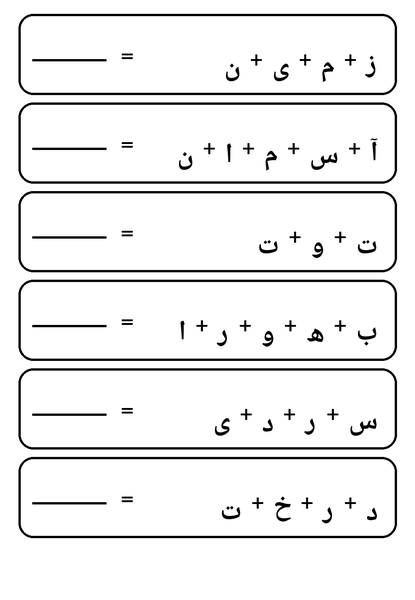 ز + م + ی + ن = ______
آ + س + م + ا + ن = ______
ت + و + ت = ______
ب + ه + و + ر + ا = ______
س + ر + د + ی = ______
د + ر + خ + ت = ______